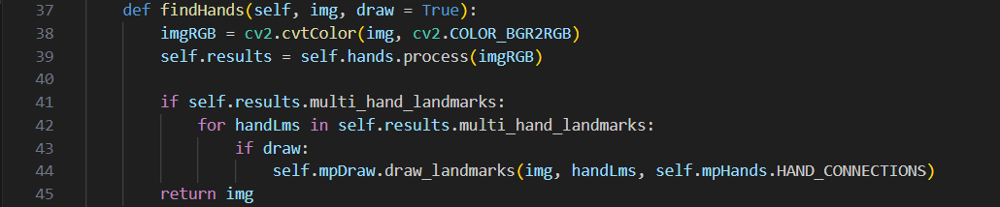 37 def findHands(self, img, draw = True):
38 imgRGB = cv2.cvtColor(img, cv2.COLOR_BGR2RGB)
39 self.results = self.hands.process(imgRGB)
40
41 if self.results.multi_hand_landmarks:
42 for handLms in self.results.multi_hand_landmarks:
43 if draw:
44 self.mpDraw.draw_landmarks(img, handLms, self.mpHands.HAND_CONNECTIONS)
45 return img